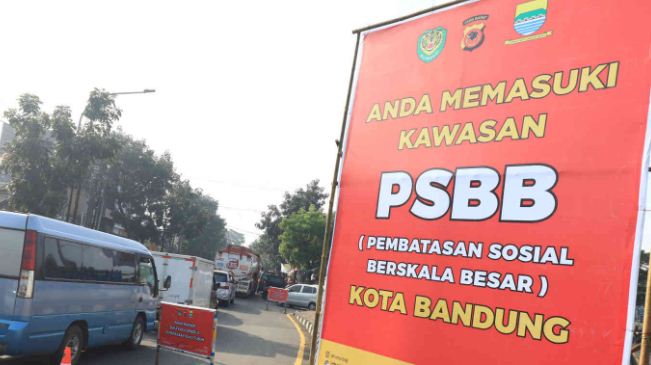 ANDA MEMASUKI
KAWASAN
PSBB
( PEMBATASAN SOSIAL
BERSKALA BESAR )
KOTA BANDUNG